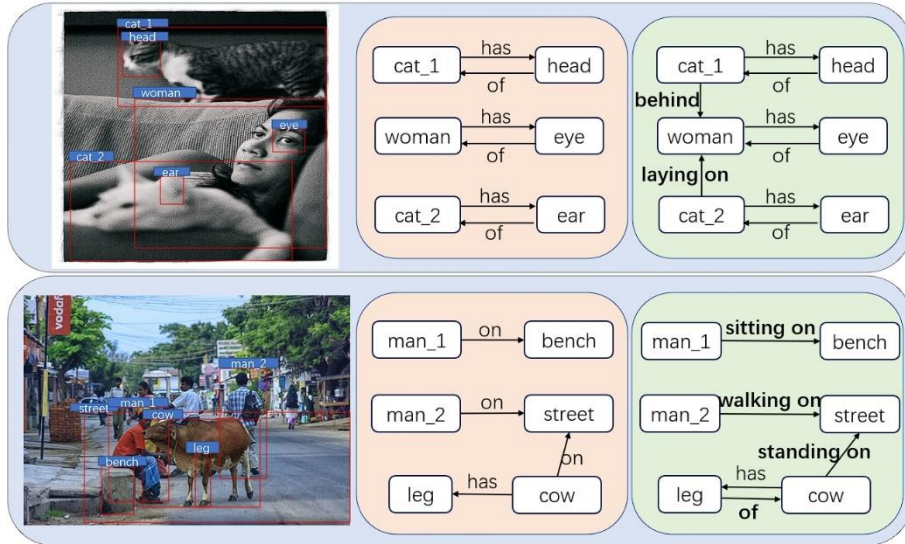 cat_1
head
woman
eye
cat_2
ear
cat_1
has
of
head
woman
has
of
eye
cat_2
has
of
ear
cat_1
has
of
head
behind
woman
has
of
eye
laying on
cat_2
has
of
ear
vodaf
man_2
street
man_1
cow
leg
bench
man_1
on
bench
man_2
on
street
on
leg
has
cow
man_1
sitting on
bench
man_2
walking on
street
standing on
leg
has
of
cow